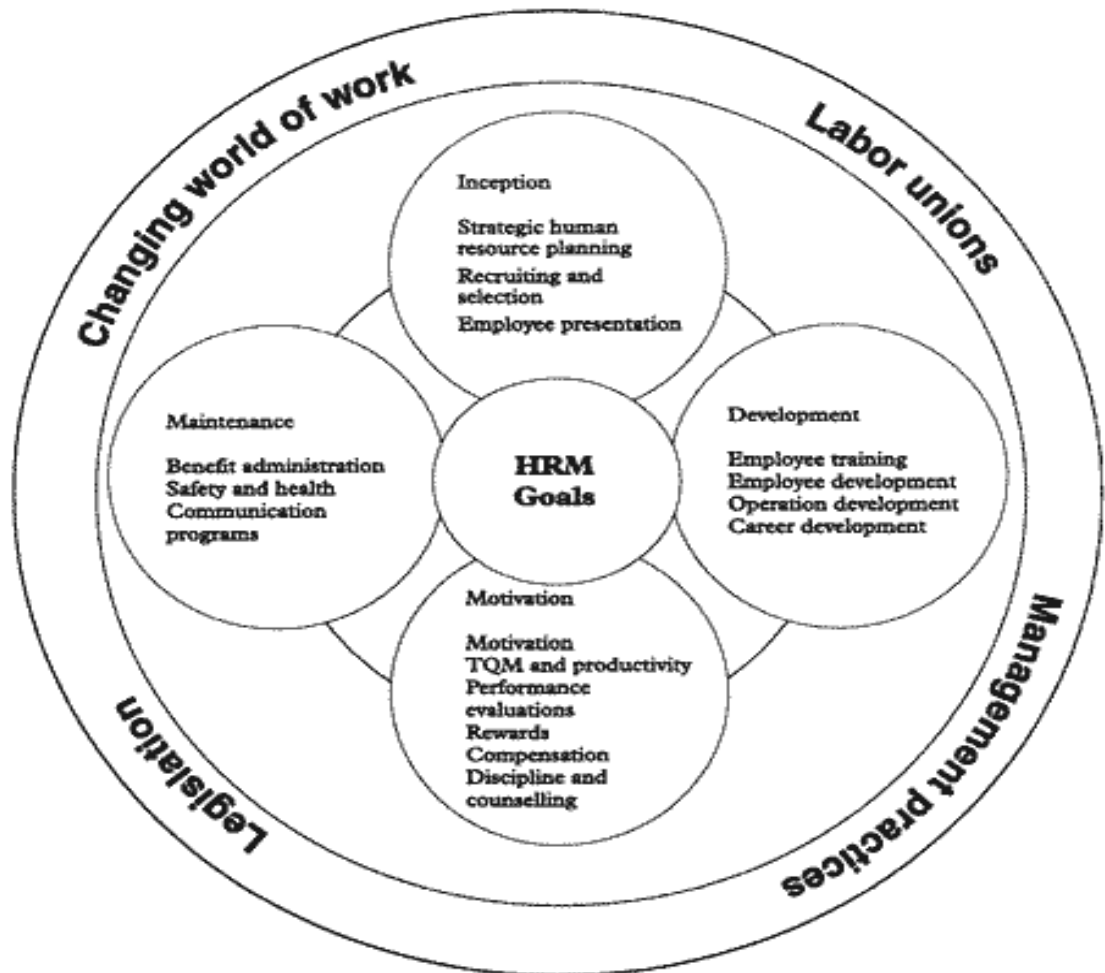 Changing world of work
Labor unions
Inception
Strategic human
resource planning
Recruiting and
selection
Employee presentation
Maintenance
Benefit administration
Safety and health
Communication
programs
HRM
Goals
Development
Employee training
Employee development
Operation development
Career development
Motivation
Motivation
TQM and productivity
Performance
evaluations
Rewards
Compensation
Discipline and
counselling
Legislation
Management practices